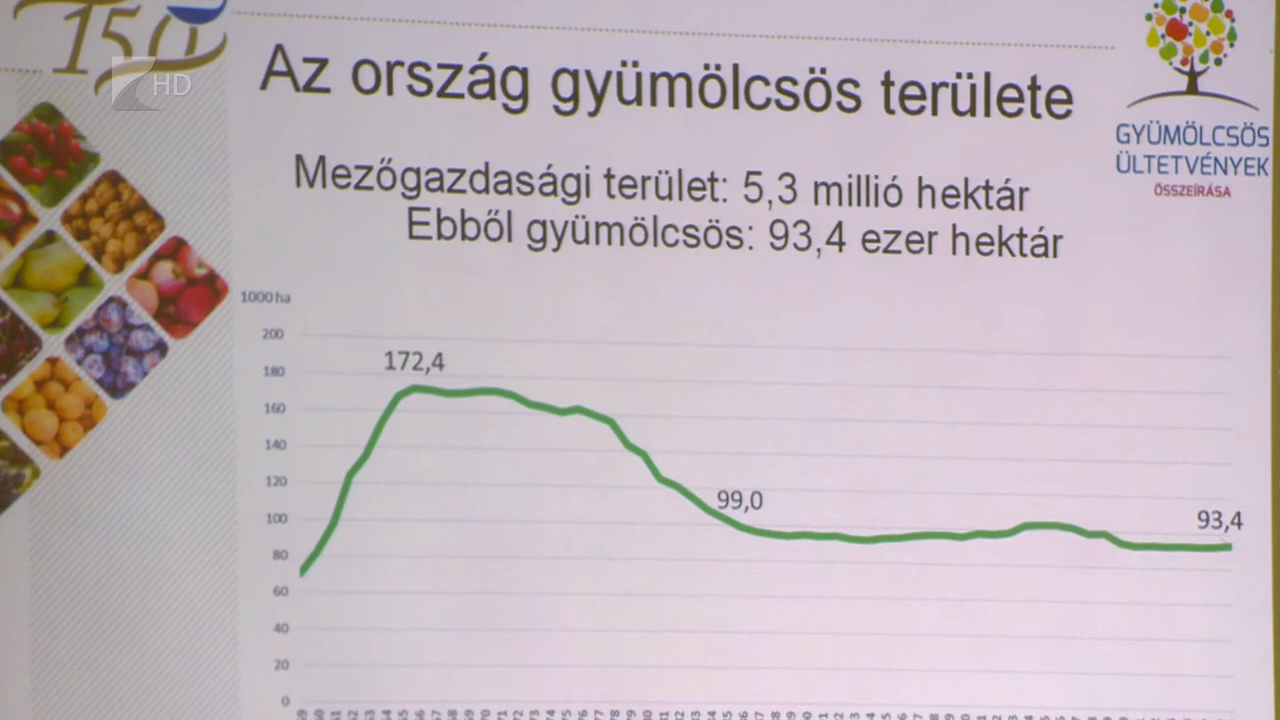 150
HD
Az ország gyümölcsös területe
GYÜMÖLCSÖS
ÜLTETVÉNYEK
ÖSSZEÍRÁSA
Mezőgazdasági terület: 5,3 millió hektár
Ebből gyümölcsös: 93,4 ezer hektár
1000 ha
200
180
160
140
120
100
80
60
40
20
0
172,4
99,0
93,4